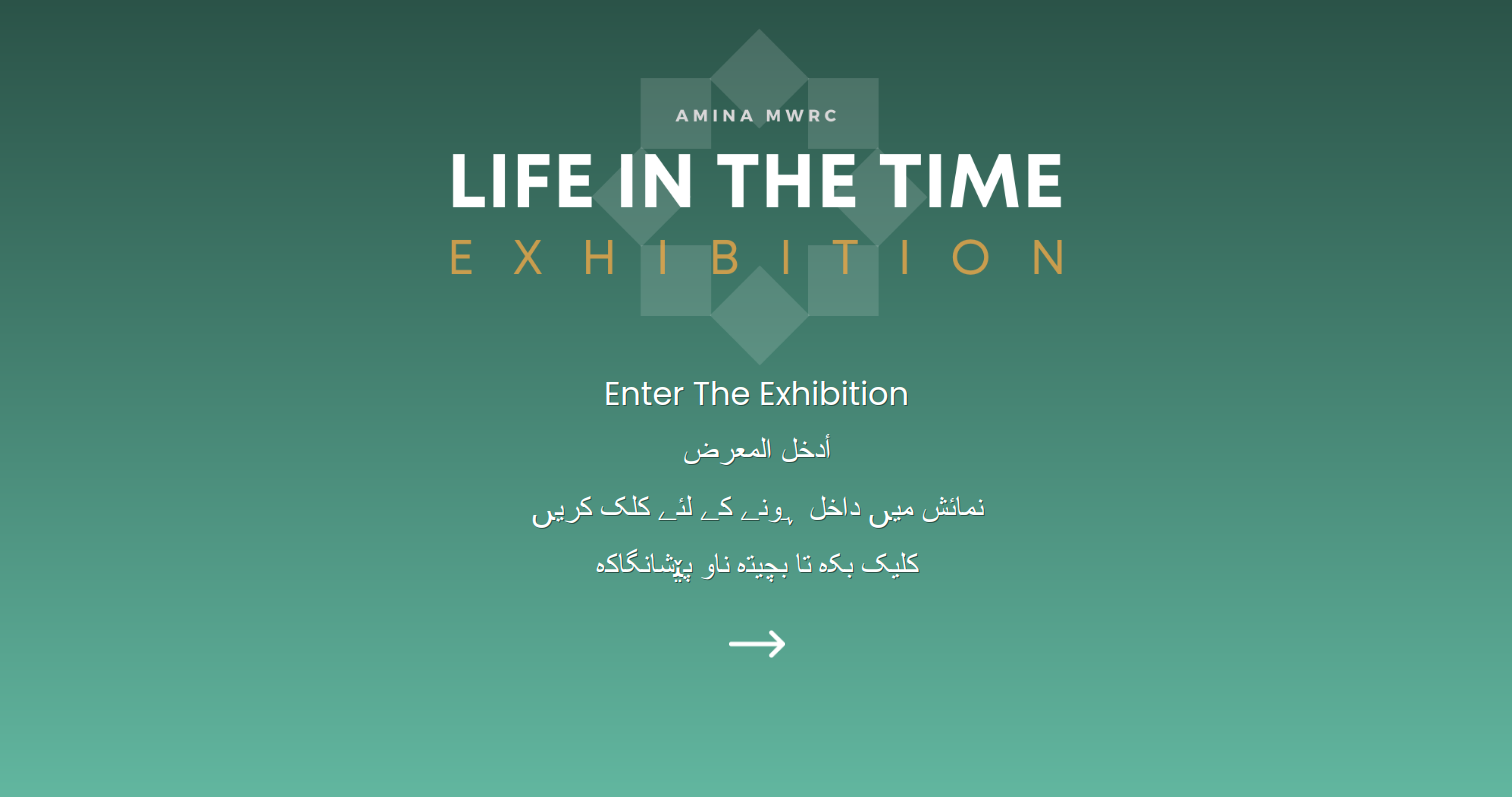 AMINA MWRC
LIFE IN THE TIME
EXHIBITION
Enter The Exhibition
أدخل المعرض
نمائش میں داخل ہونے کے لئے کلک کریں
کلیک بکە تا بچیتە ناو پێشانگاکە